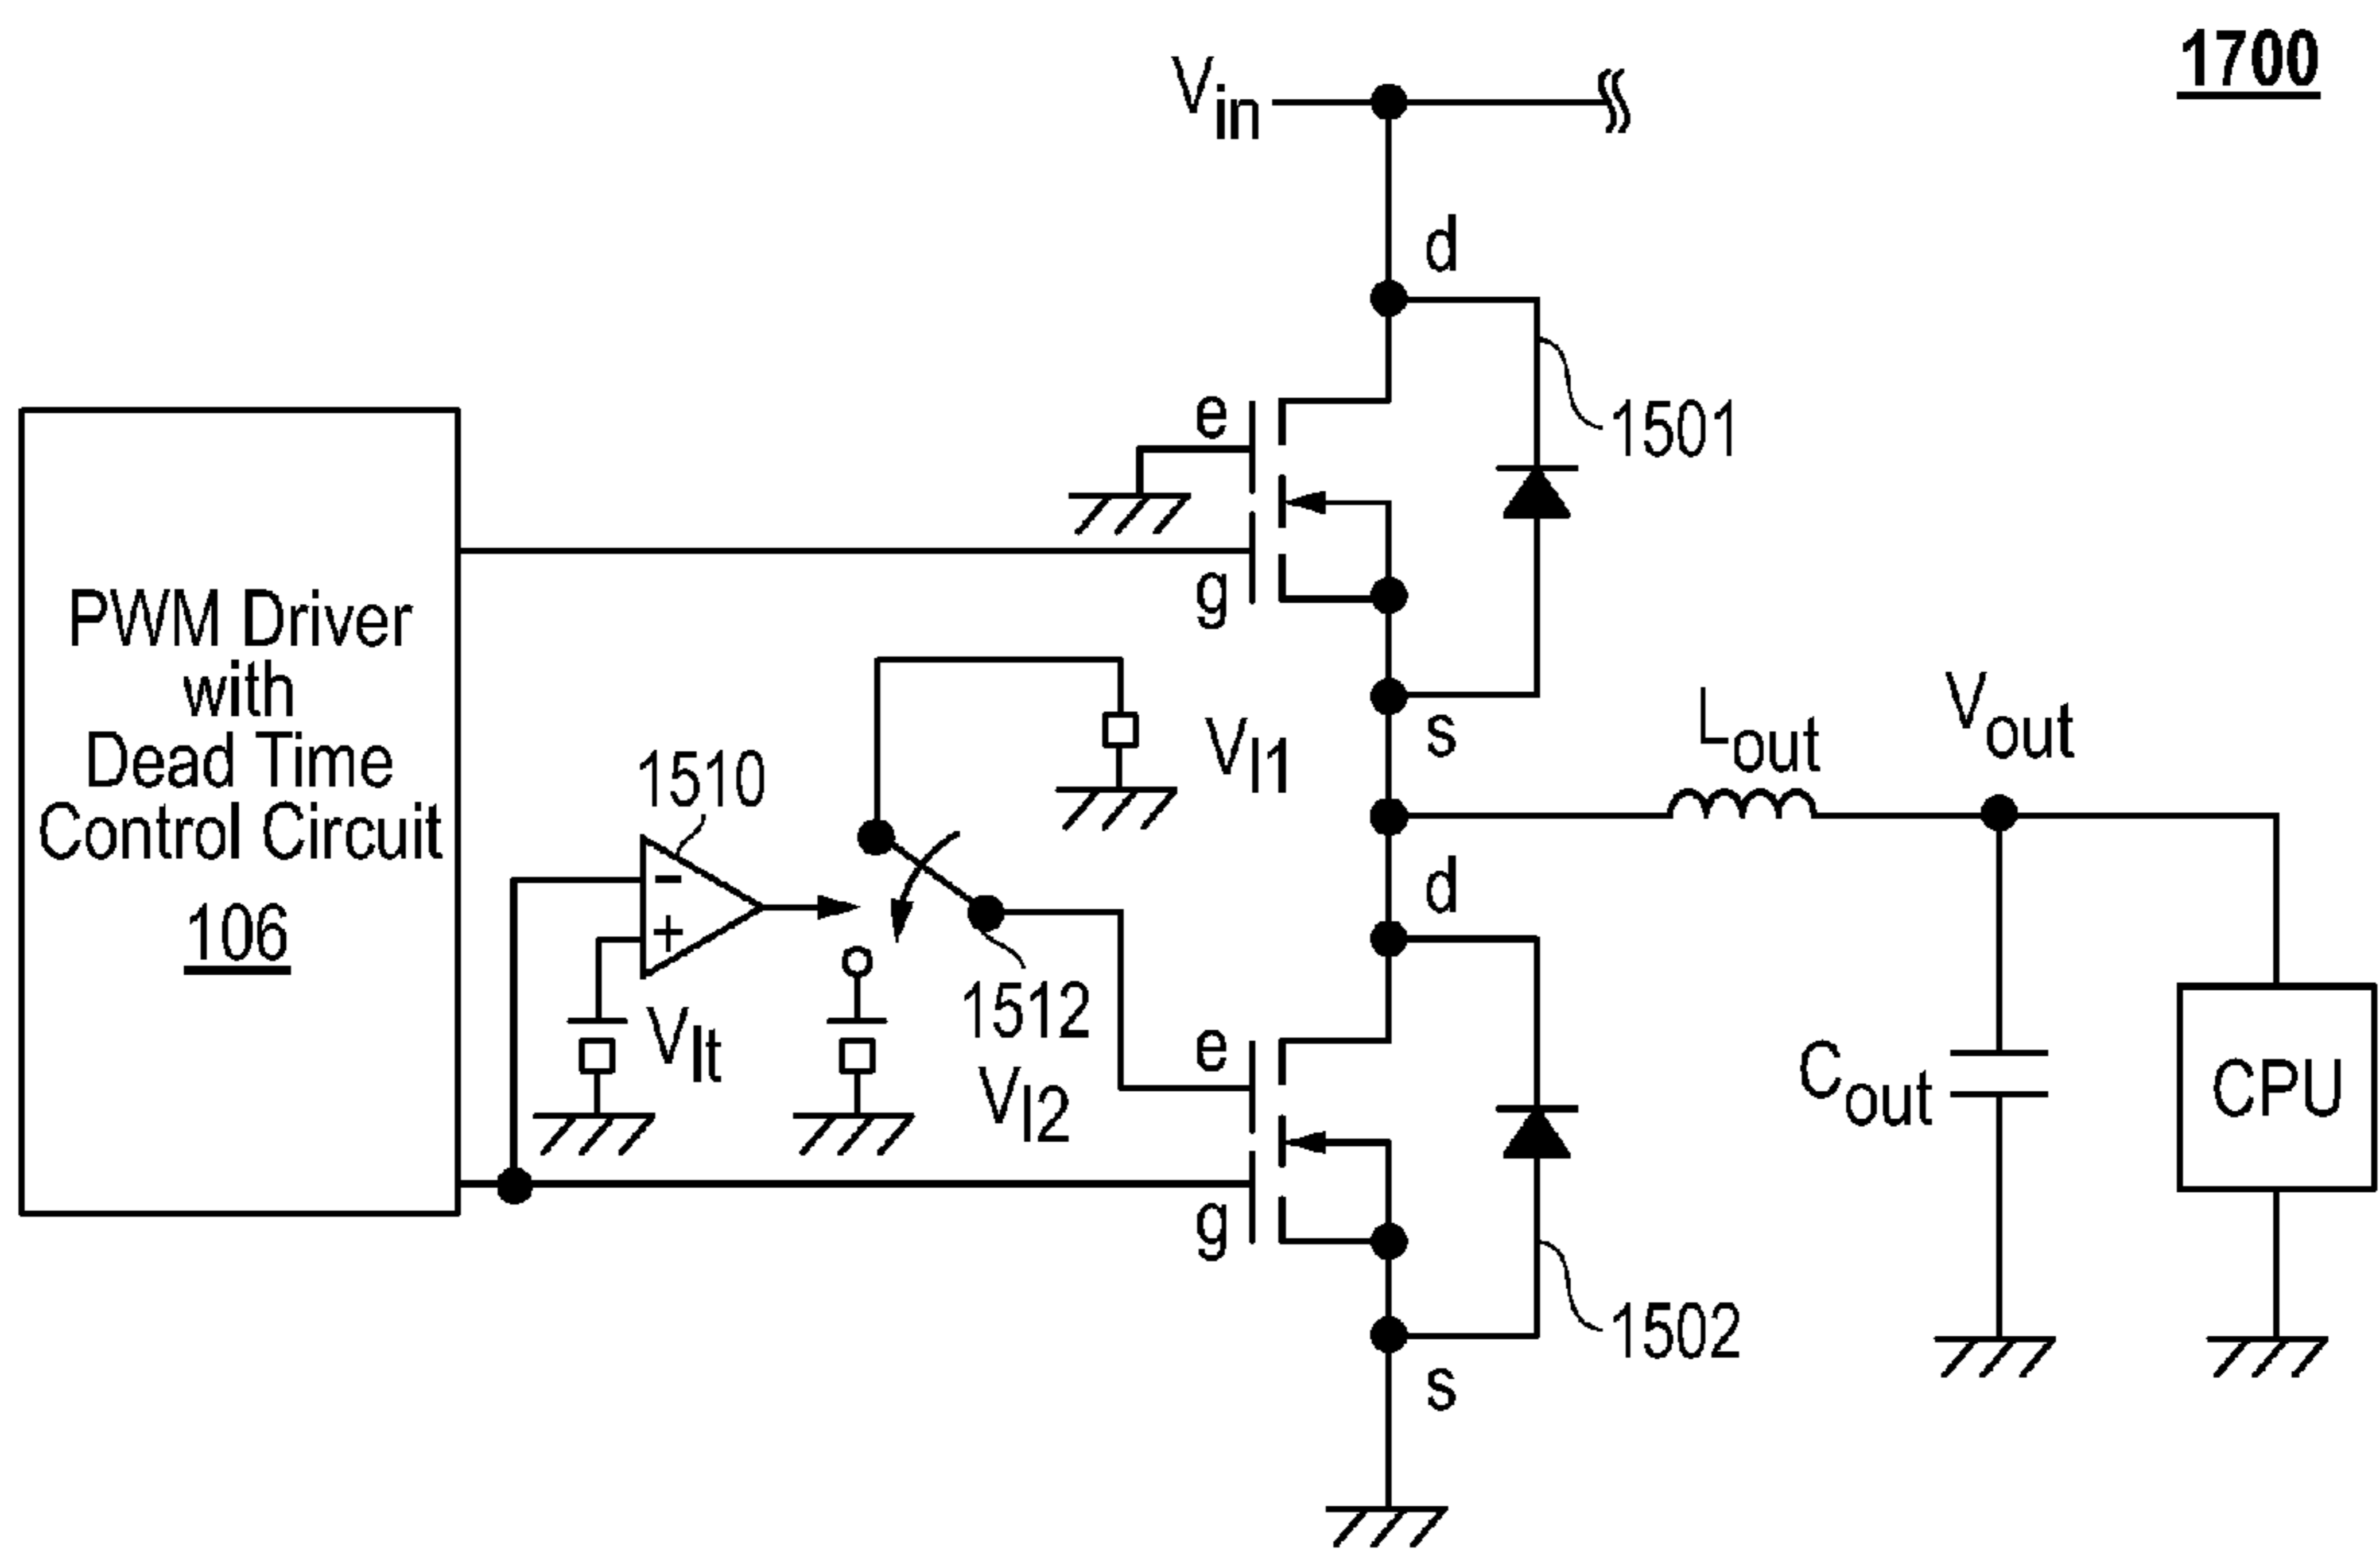 1700
Vin
d
1501
e
g
s
PWM Driver
with
Dead Time
Control Circuit
106
1510
-
+
Vlt
Vl1
1512
Vl2
Lout
Vout
d
e
g
s
1502
Cout
CPU